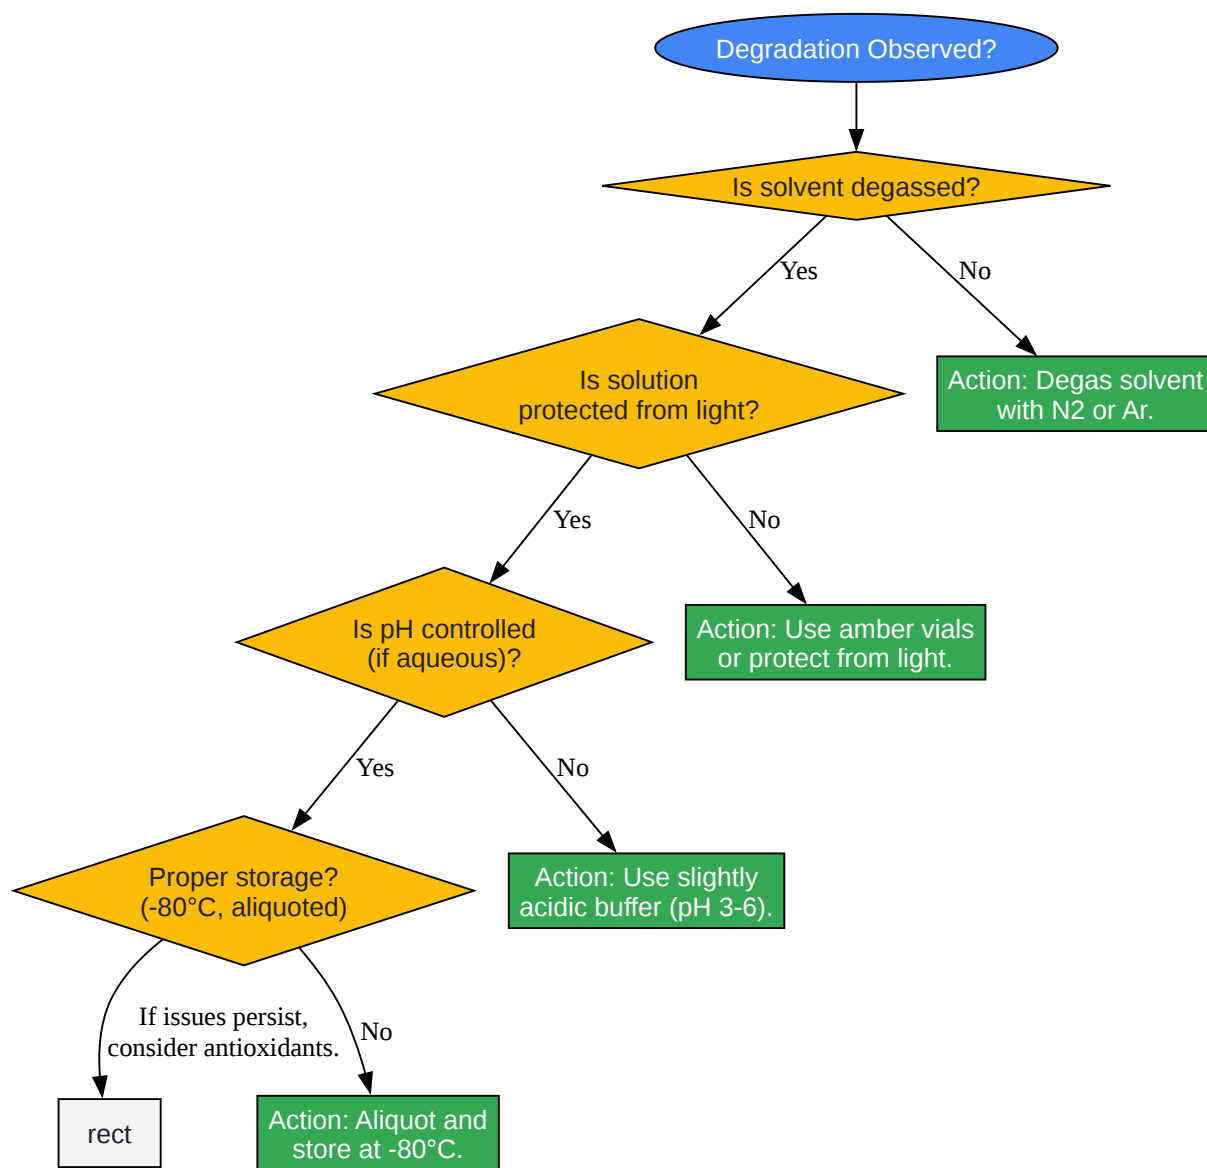 Degradation Observed?
Is solvent degassed?
Yes
No
Is solution
protected from light?
Action: Degas solvent
with N2 or Ar.
Yes
No
Is pH controlled
(if aqueous)?
Action: Use amber vials
or protect from light.
Yes
No
Proper storage?
(-80°C, aliquoted)
Action: Use slightly
acidic buffer (pH 3-6).
If issues persist,
consider antioxidants.
No
rect
Action: Aliquot and
store at -80°C.